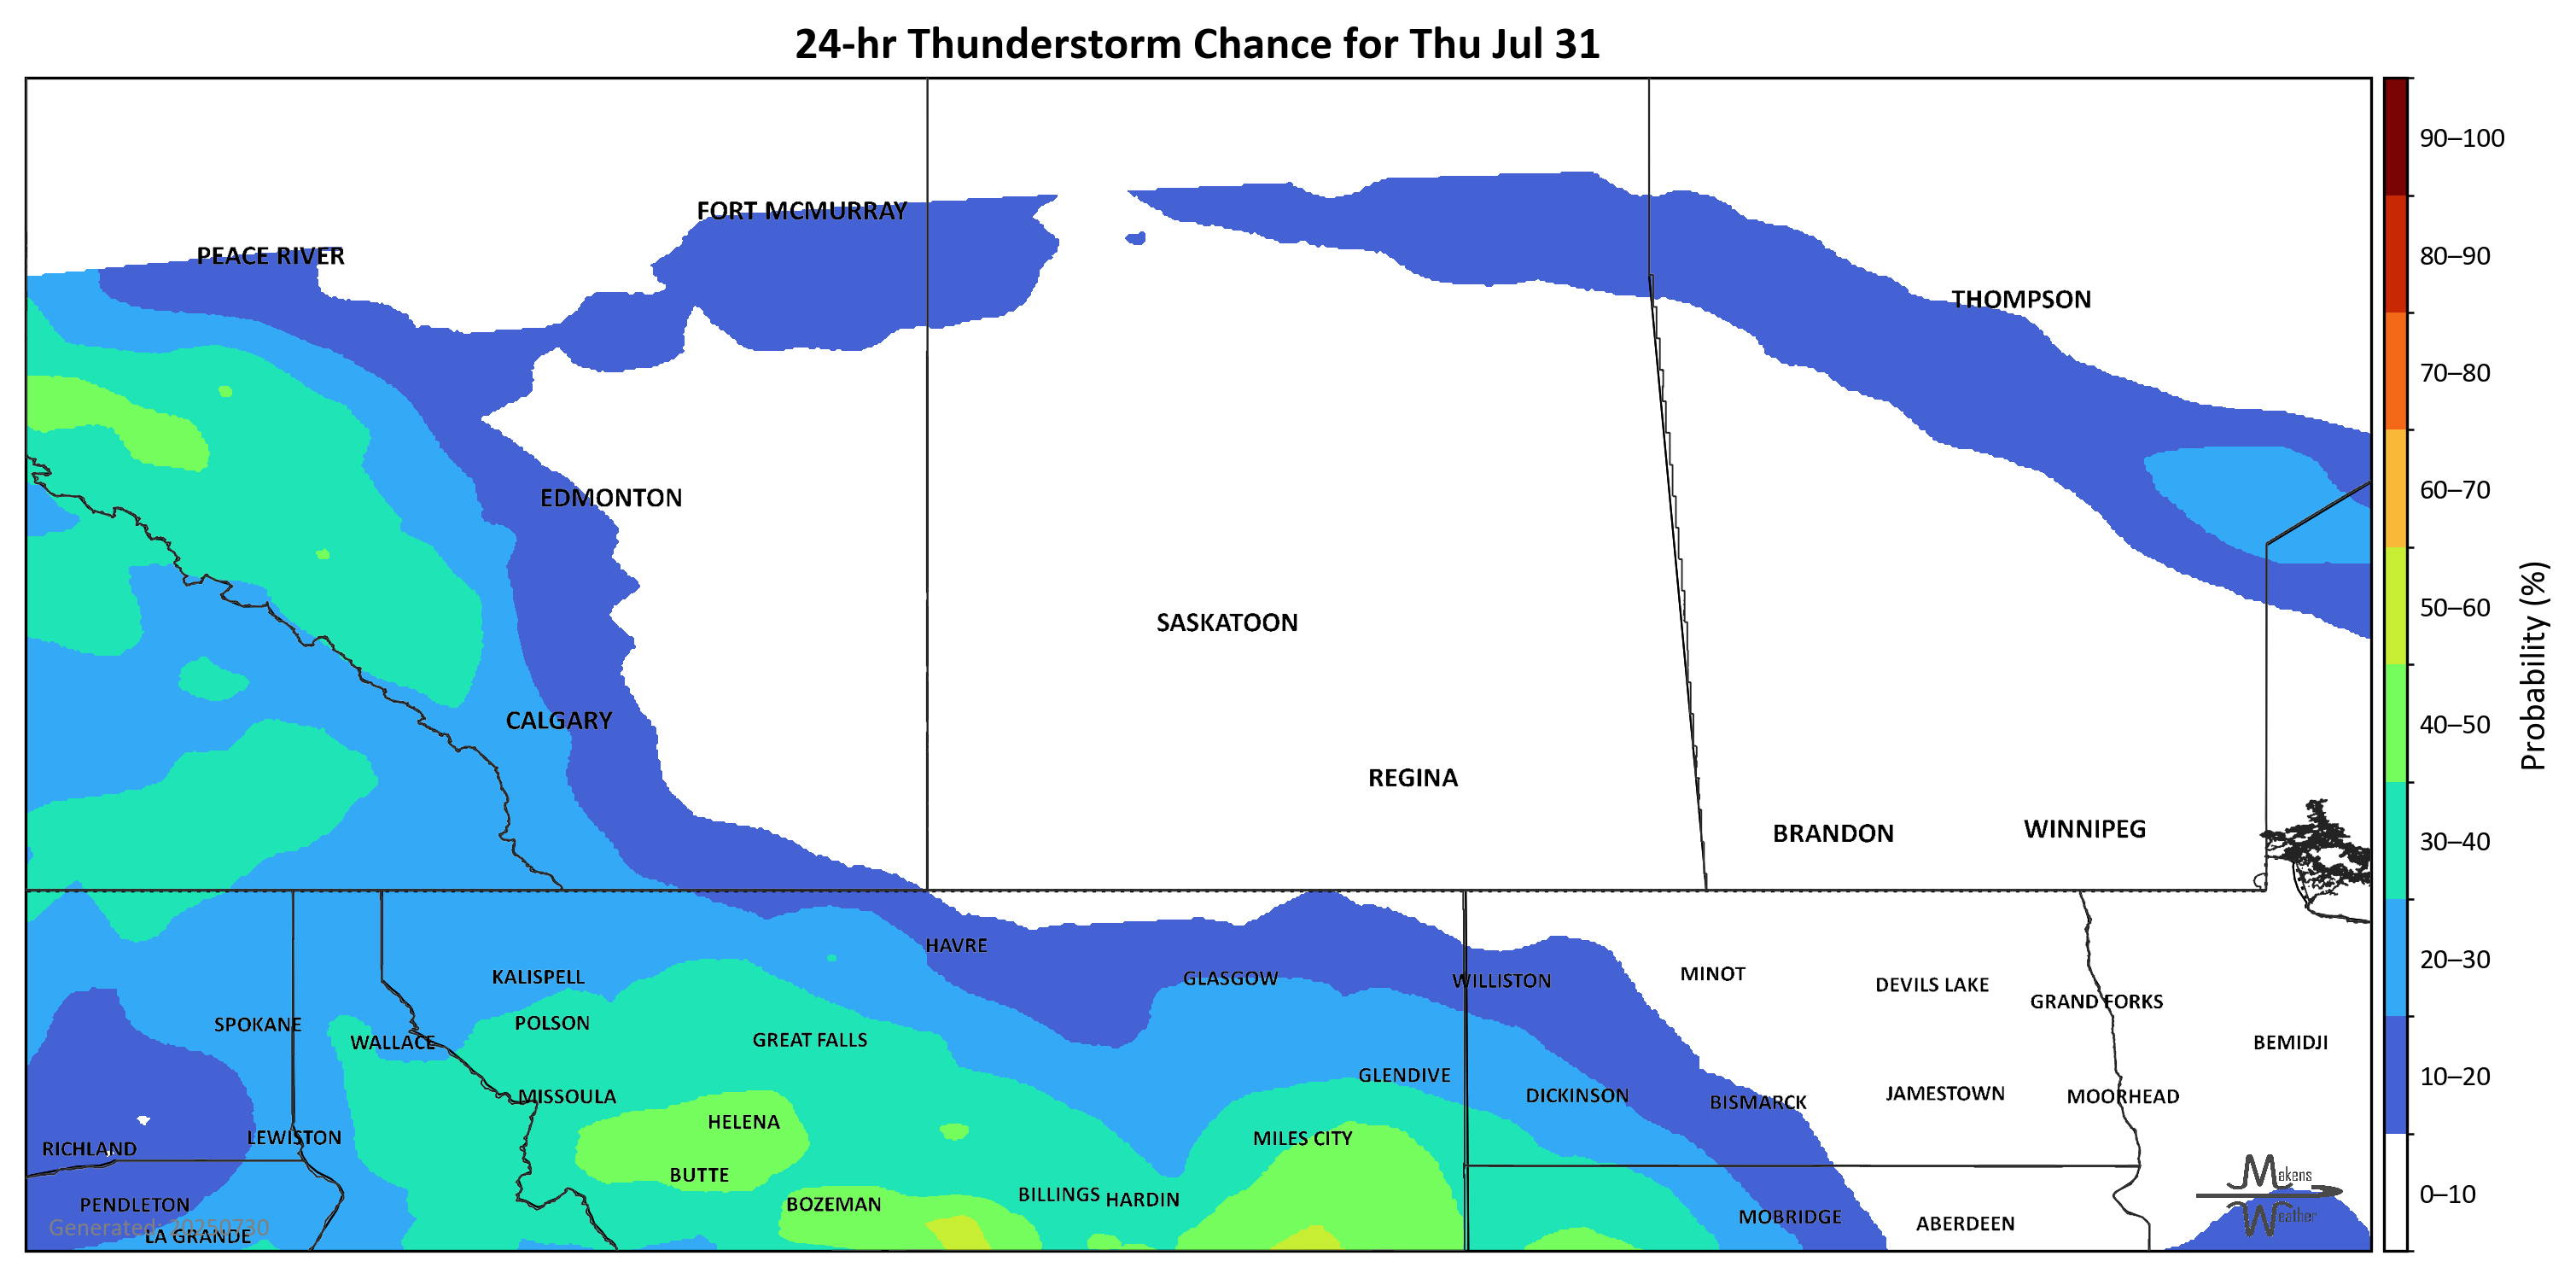 24-hr Thunderstorm Chance for Thu Jul 31
90–100
FORT MCMURRAY
PEACE RIVER
80–90
THOMPSON
70–80
EDMONTON
60–70
SASKATOON
50–60
CALGARY
40–50
Probability (%)
REGINA
BRANDON
WINNIPEG
30–40
HAVRE
20–30
KALISPELL
GLASGOW
WILLISTON
MINOT
DEVILS LAKE
GRAND FORKS
SPOKANE
POLSON
WALLACE
GREAT FALLS
BEMIDJI
GLENDIVE
10–20
MISSOULA
DICKINSON
BISMARCK
JAMESTOWN
MOORHEAD
HELENA
LEWISTON
MILES CITY
RICHLAND
BUTTE
Makens
BILLINGS
HARDIN
0–10
PENDLETON
BOZEMAN
MOBRIDGE
Weather
ABERDEEN
Generated: 20250730
LA GRANDE